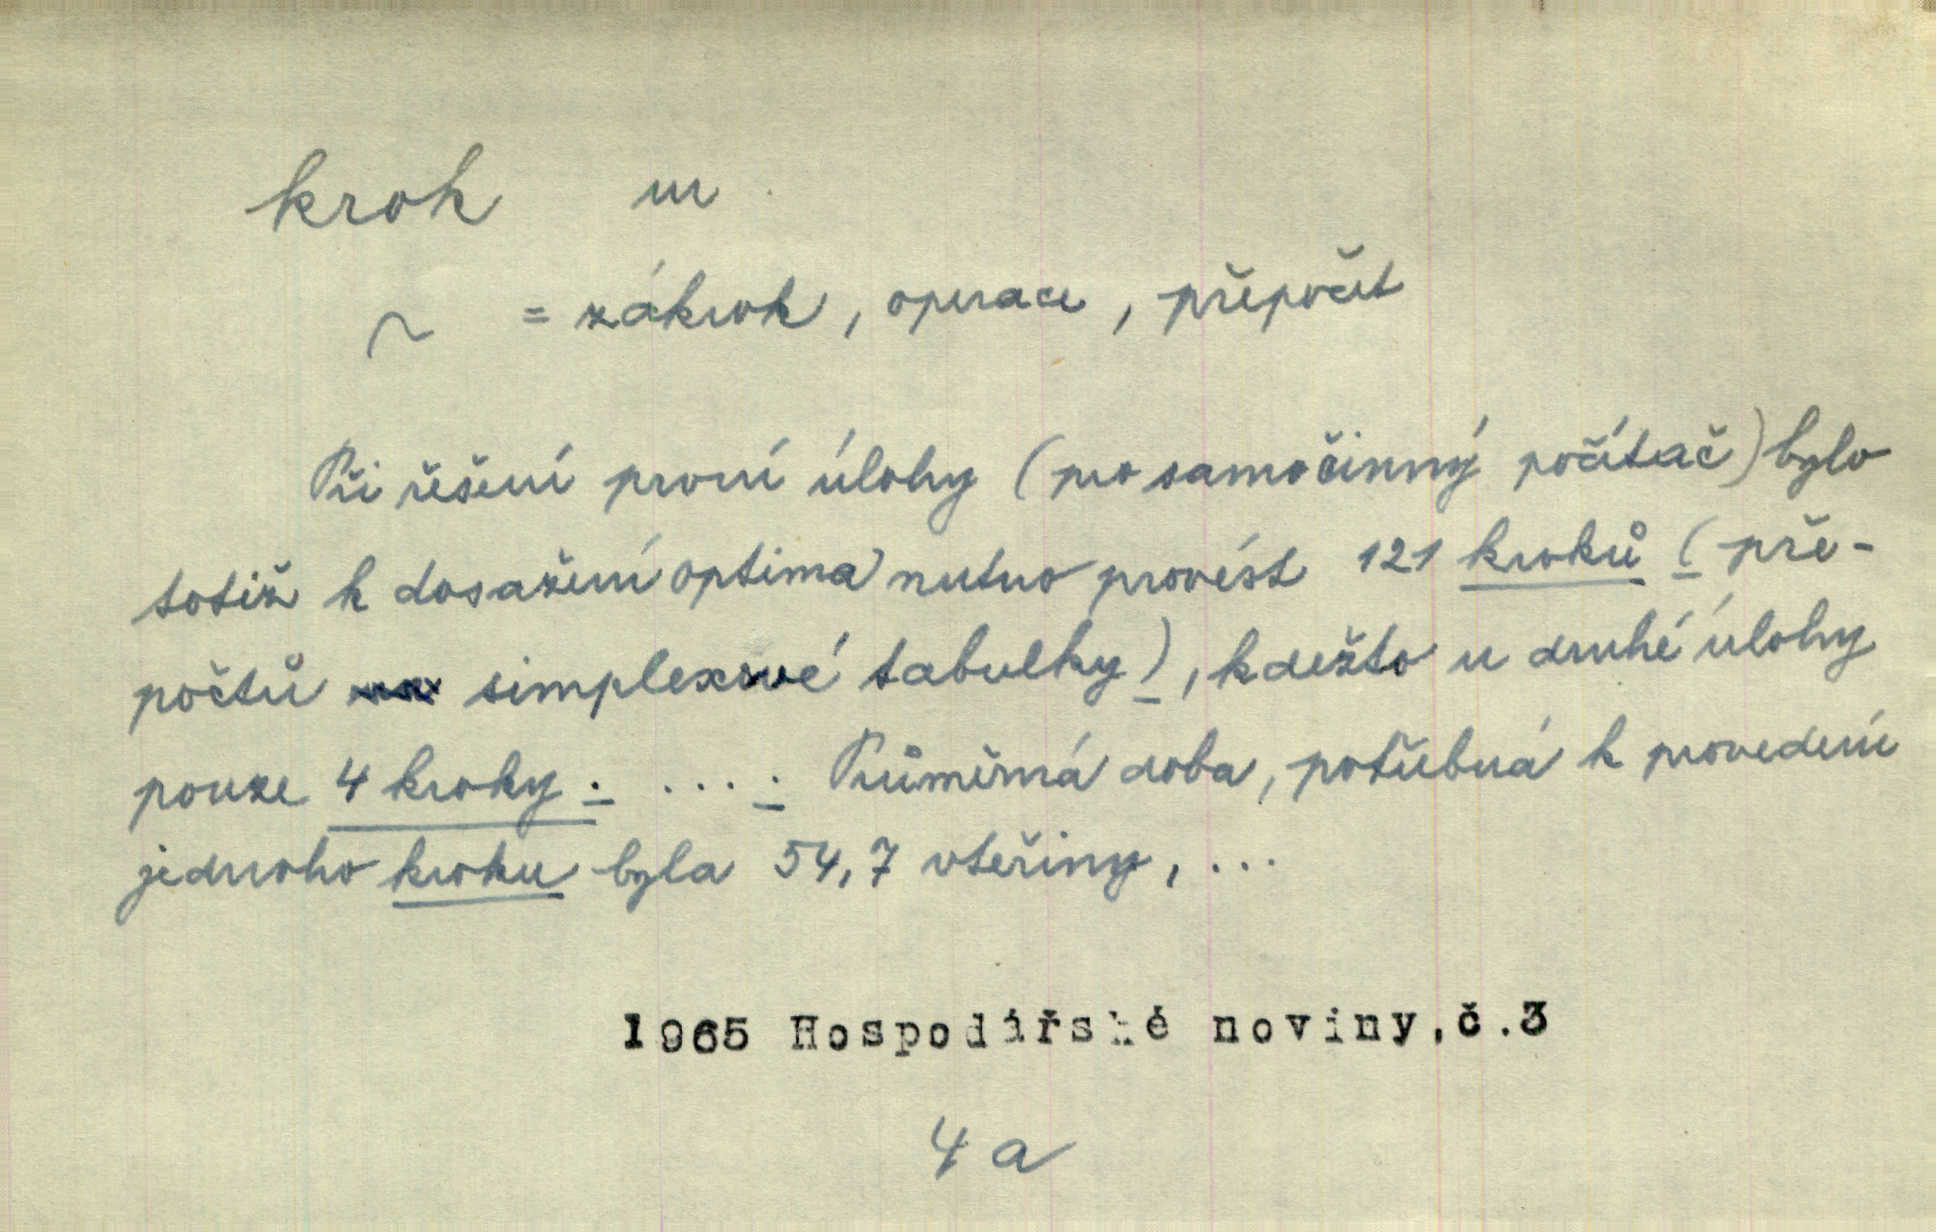 krok m
~ = zákrok, operace, přepočet
Při řešení první úlohy (pro samočinný počítač) bylo
totiž k dosažení optima nutno provést 121 kroků (pře-
počtů simplexové tabulky), kdežto u druhé úlohy
pouze 4 kroky. .... Průměrná doba, potřebná k provedení
jednoho kroku byla 54,7 vteřiny, ...
1965 Hospodářské noviny,č.3
4 a